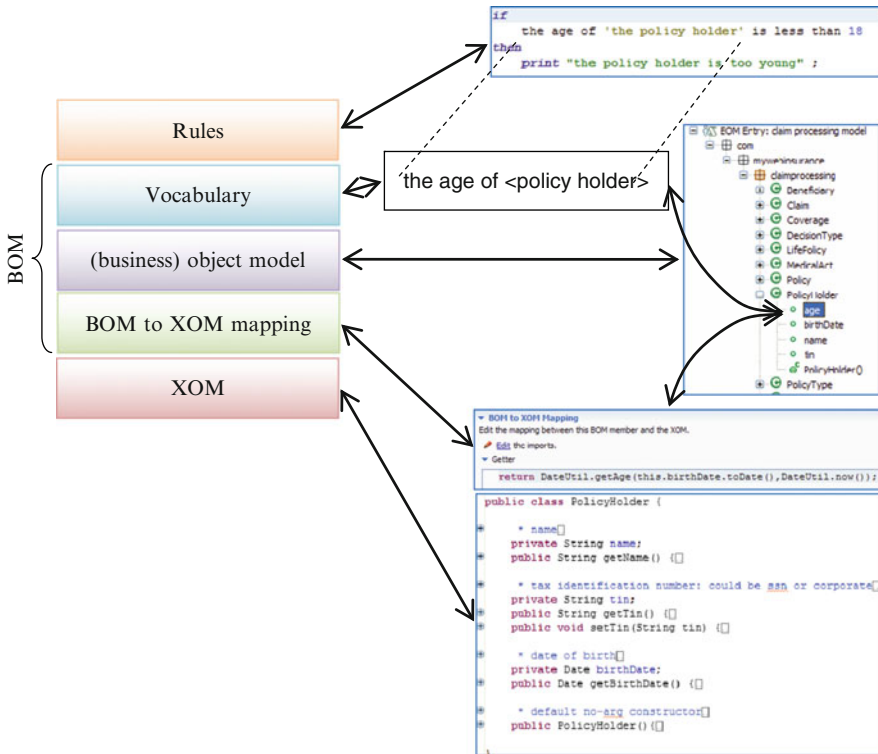 if
the age of 'the policy holder' is less than 18
then
print "the policy holder is too young" ;
Rules
Vocabulary
(business) object model
BOM to XOM mapping
XOM
BOM
the age of <policy holder>
BOM Entry: claim processing model
com
mywebinsurance
claimprocessing
Beneficiary
Claim
Coverage
DecisionType
LifePolicy
MedicalAct
Policy
PolicyHolder
age
birthDate
name
tin
PolicyHolder()
PolicyType
BOM to XOM Mapping
Edit the mapping between this BOM member and the XOM.
Edit the imports.
Getter
return DateUtil.getAge(this.birthDate.toDate(),DateUtil.now());
public class PolicyHolder {
* name
private String name;
public String getName() {
* tax identification number: could be ssn or corporate
private String tin;
public String getTin() {
public void setTin(String tin) {
* date of birth
private Date birthDate;
public Date getBirthDate() {
* default no-arg constructor
public PolicyHolder(){
}